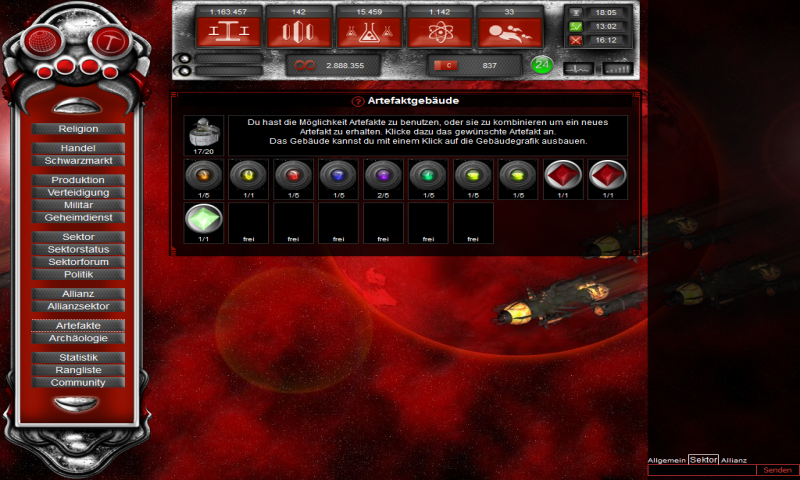 1.163.457
142
15.459
1.142
33
18:05
13:02
16:12
2.888.355
C
837
24
Religion
Handel
Schwarzmarkt
Produktion
Verteidigung
Militär
Geheimdienst
Sektor
Sektorstatus
Sektorforum
Politik
Allianz
Allianzsektor
Artefakte
Archäologie
Statistik
Rangliste
Community
? Artefaktgebäude
Du hast die Möglichkeit Artefakte zu benutzen, oder sie zu kombinieren um ein neues
Artefakt zu erhalten. Klicke dazu das gewünschte Artefakt an.
Das Gebäude kannst du mit einem Klick auf die Gebäudegrafik ausbauen.
17/20
1/5 1/1 1/5 1/5 2/5 1/5 1/5 1/5 1/1 1/1
1/1 frei frei frei frei frei frei
Allgemein Sektor Allianz
Senden